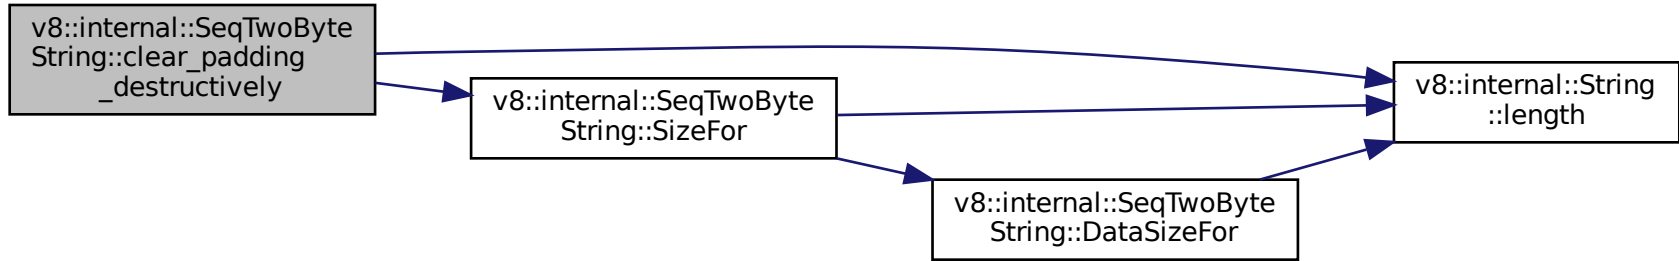 v8::internal::SeqTwoByte
String::clear_padding
_destructively
v8::internal::SeqTwoByte
String::SizeFor
v8::internal::SeqTwoByte
String::DataSizeFor
v8::internal::String
::length